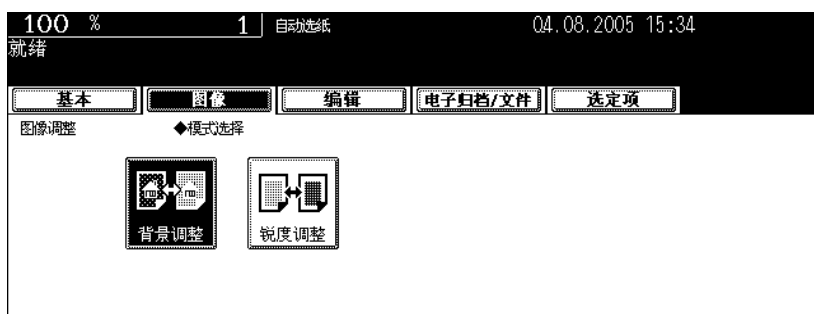 100 % 1 自动选纸 04.08.2005 15:34
就绪
基本 图像 编辑 电子归档/文件 选定项
图像调整 ◆模式选择
背景调整 锐度调整